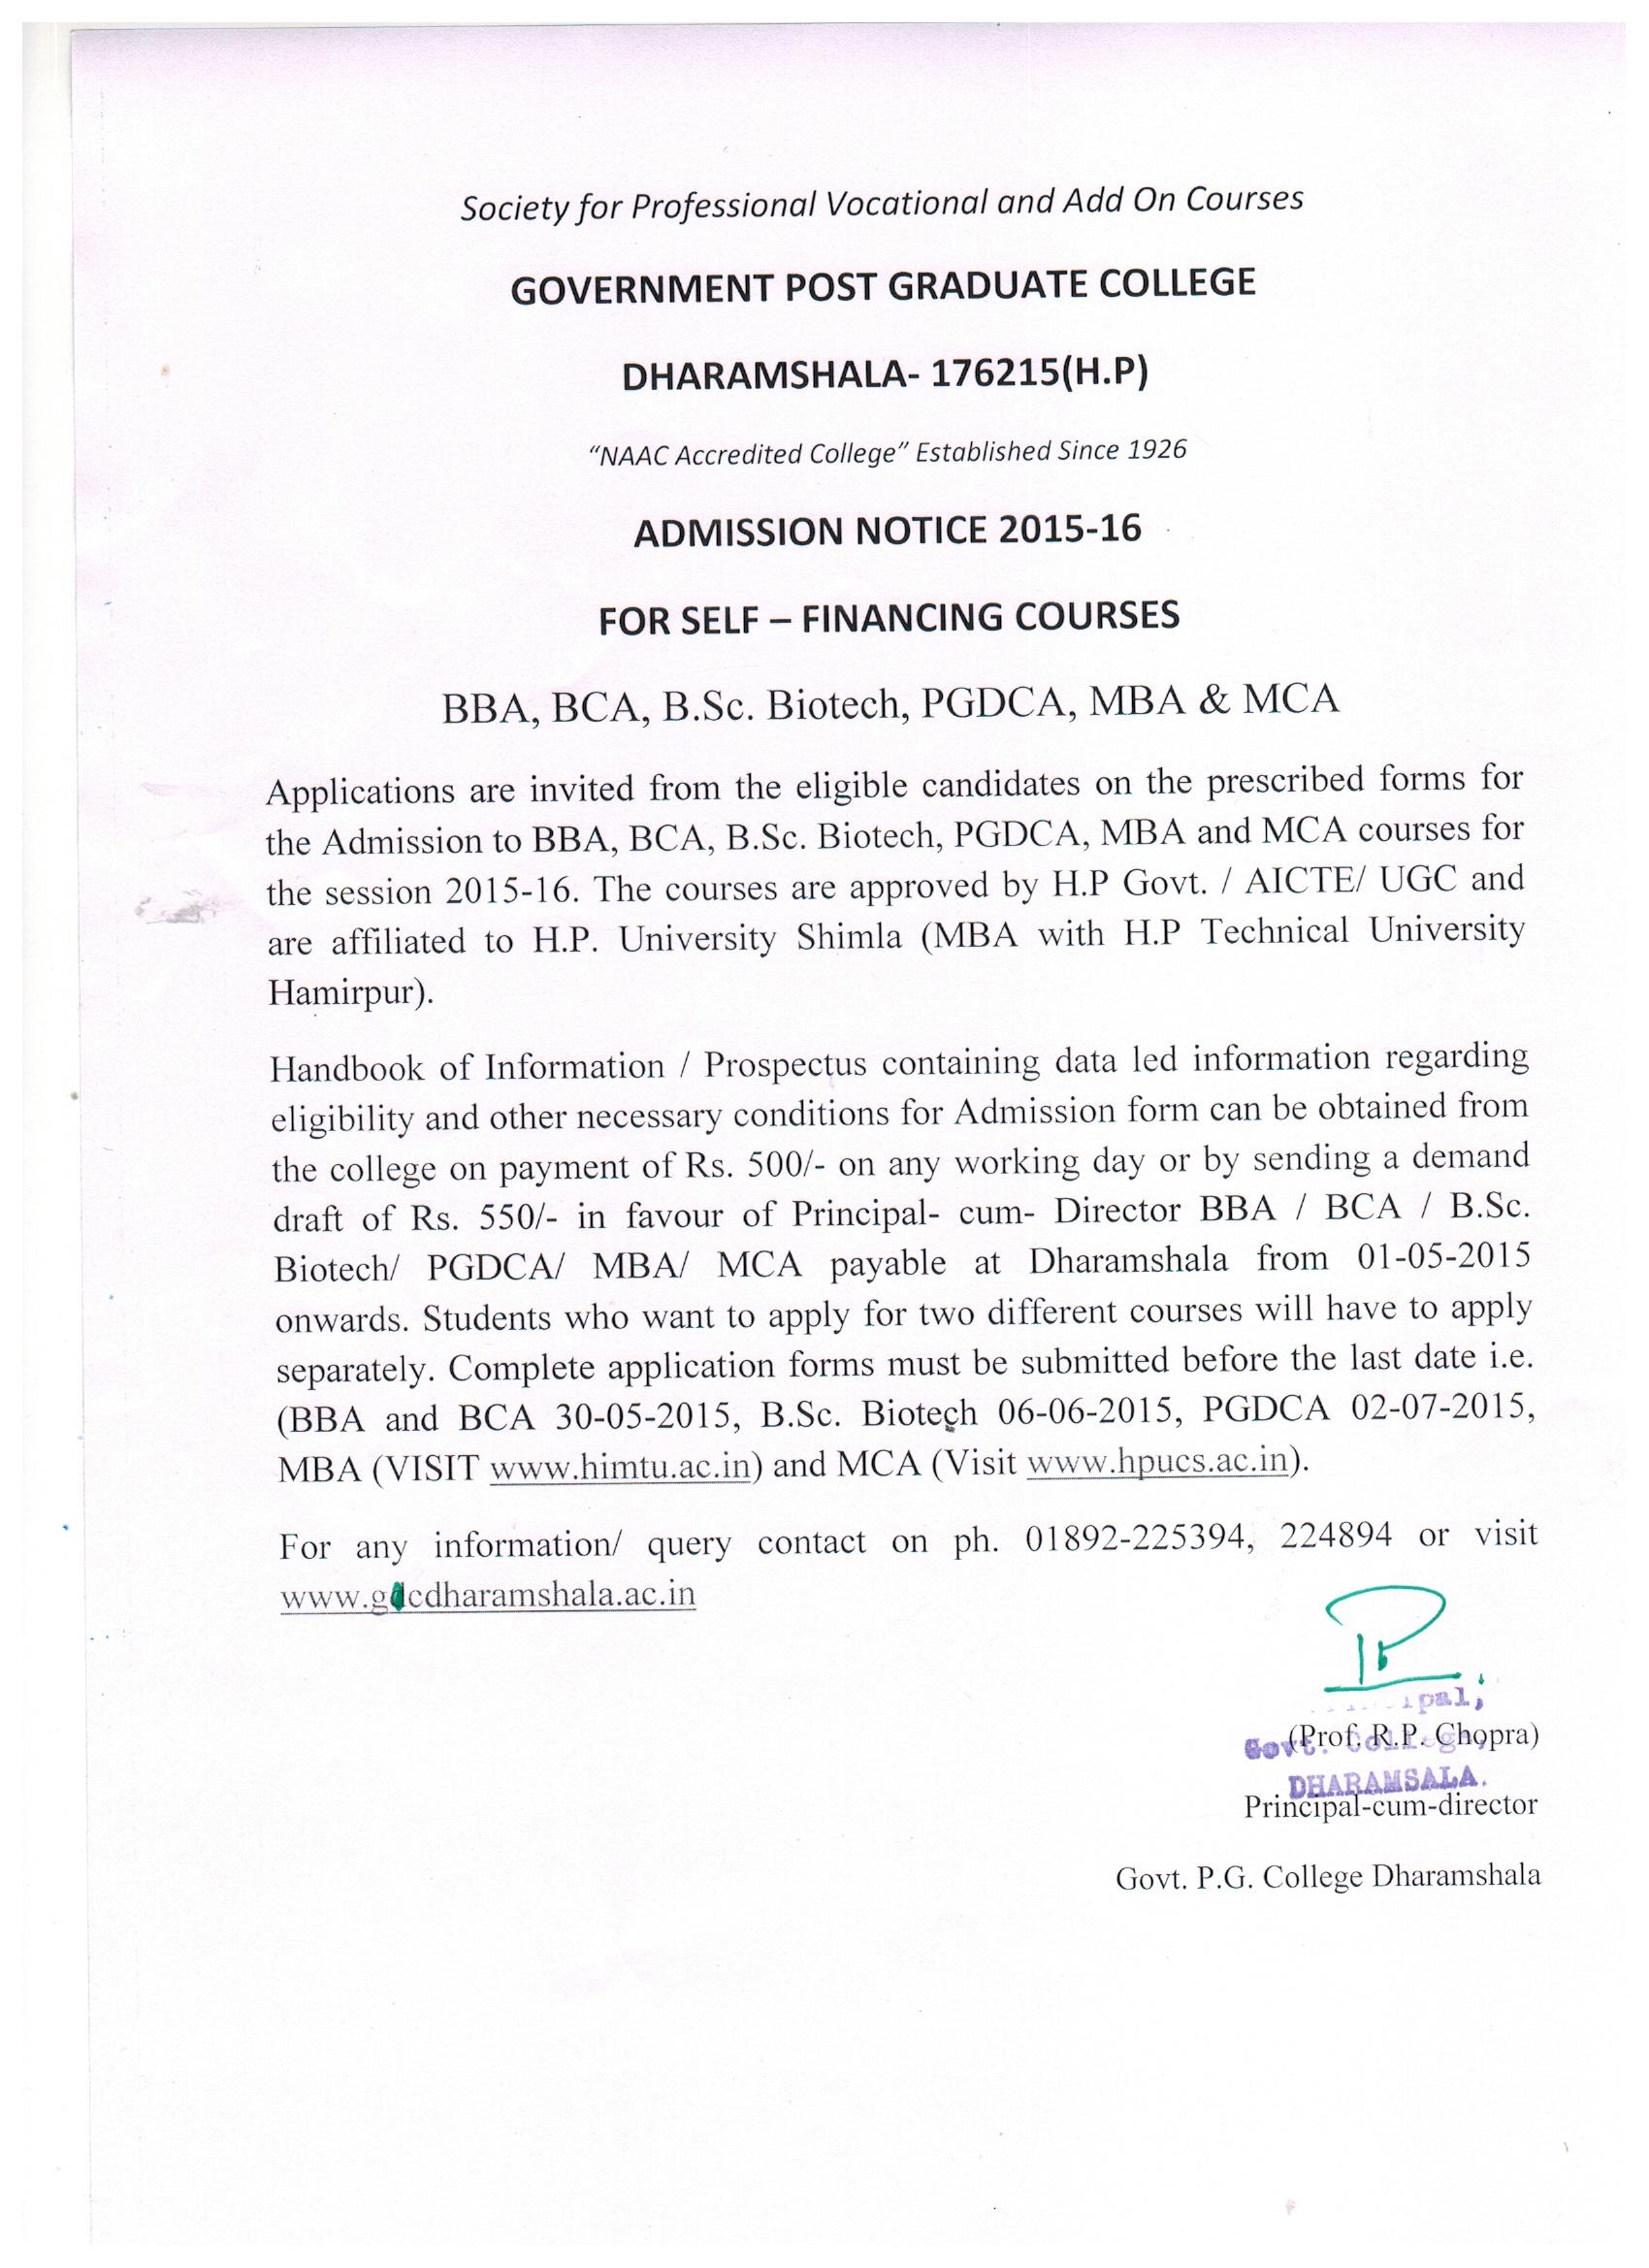 Society for Professional Vocational and Add On Courses
GOVERNMENT POST GRADUATE COLLEGE
DHARAMSHALA- 176215(H.P)
“NAAC Accredited College” Established Since 1926
ADMISSION NOTICE 2015-16
FOR SELF – FINANCING COURSES
BBA, BCA, B.Sc. Biotech, PGDCA, MBA & MCA
Applications are invited from the eligible candidates on the prescribed forms for
the Admission to BBA, BCA, B.Sc. Biotech, PGDCA, MBA and MCA courses for
the session 2015-16. The courses are approved by H.P Govt. / AICTE/ UGC and
are affiliated to H.P. University Shimla (MBA with H.P Technical University
Hamirpur).
Handbook of Information / Prospectus containing data led information regarding
eligibility and other necessary conditions for Admission form can be obtained from
the college on payment of Rs. 500/- on any working day or by sending a demand
draft of Rs. 550/- in favour of Principal- cum- Director BBA / BCA / B.Sc.
Biotech/ PGDCA/ MBA/ MCA payable at Dharamshala from 01-05-2015
onwards. Students who want to apply for two different courses will have to apply
separately. Complete application forms must be submitted before the last date i.e.
(BBA and BCA 30-05-2015, B.Sc. Biotech 06-06-2015, PGDCA 02-07-2015,
MBA (VISIT www.himtu.ac.in) and MCA (Visit www.hpucs.ac.in).
For any information/ query contact on ph. 01892-225394, 224894 or visit
(Prof. R.P. Chopra)
Govt. College,
DHARAMSALA.
Principal-cum-director
Govt. P.G. College Dharamshala